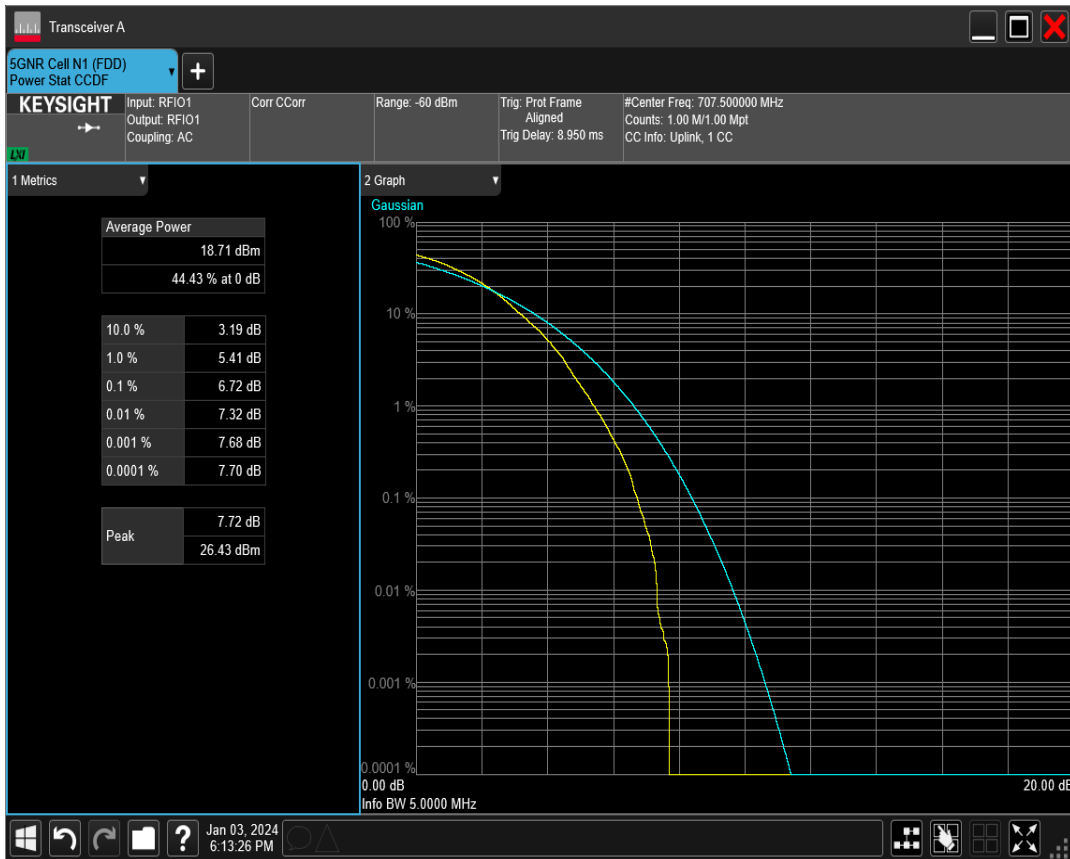 Transceiver A
5GNR Cell N1 (FDD)
Power Stat CCDF
+
KEYSIGHT
LXI
Input: RFIO1
Output: RFIO1
Coupling: AC
Corr CCorr
Range: -60 dBm
Trig: Prot Frame
Aligned
Trig Delay: 8.950 ms
#Center Freq: 707.500000 MHz
Counts: 1.00 M/1.00 Mpt
CC Info: Uplink, 1 CC
1 Metrics
Average Power
18.71 dBm
44.43 % at 0 dB
10.0 % 3.19 dB
1.0 % 5.41 dB
0.1 % 6.72 dB
0.01 % 7.32 dB
0.001 % 7.68 dB
0.0001 % 7.70 dB
Peak
7.72 dB
26.43 dBm
2 Graph
Gaussian
100 %
10 %
1 %
0.1 %
0.01 %
0.001 %
0.0001 %
0.00 dB 20.00 dB
Info BW 5.0000 MHz
?
Jan 03, 2024
6:13:26 PM